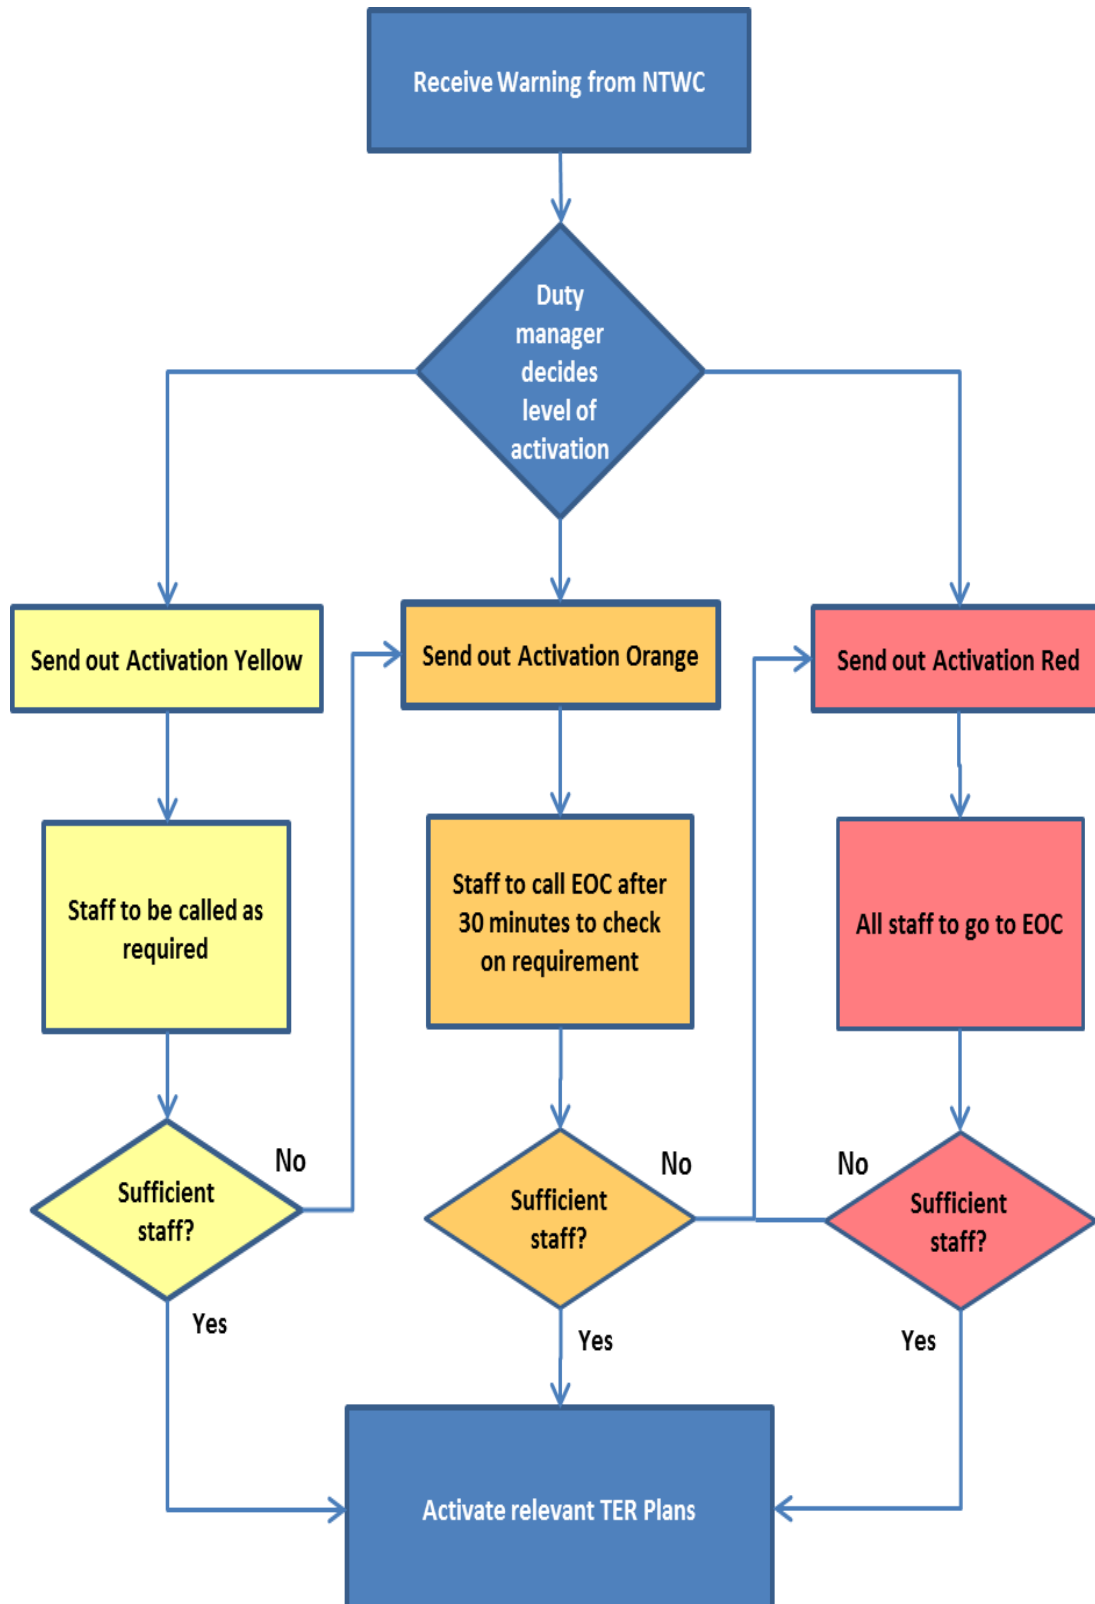 Receive Warning from NTWC
Duty
manager
decides
level of
activation
Send out Activation Yellow
Send out Activation Orange
Send out Activation Red
Staff to be called as
required
Staff to call EOC after
30 minutes to check
on requirement
All staff to go to EOC
Sufficient
staff?
No
Yes
Sufficient
staff?
No
Yes
Sufficient
staff?
No
Yes
Activate relevant TER Plans